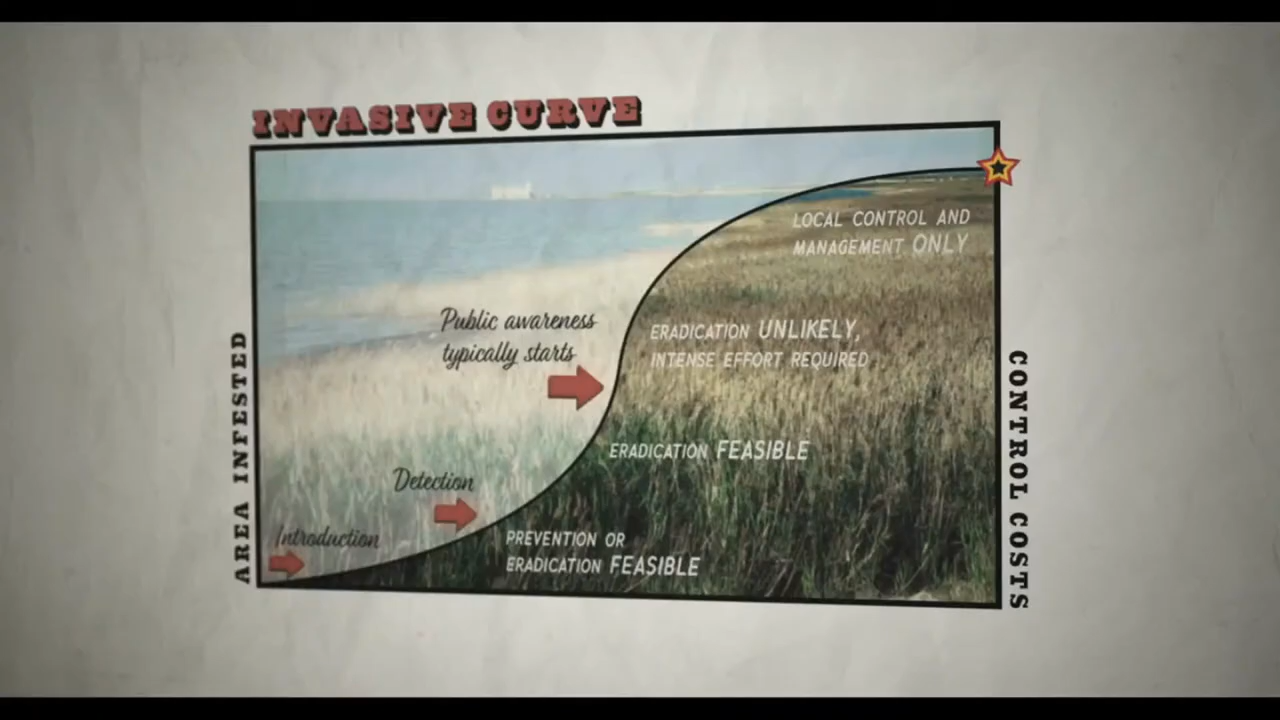 INVASIVE CURVE
LOCAL CONTROL AND
MANAGEMENT ONLY
Public awareness
typically starts
ERADICATION UNLIKELY,
INTENSE EFFORT REQUIRED
ERADICATION FEASIBLE
Detection
Introduction
PREVENTION OR
ERADICATION FEASIBLE
AREA INFESTED
CONTROL COSTS